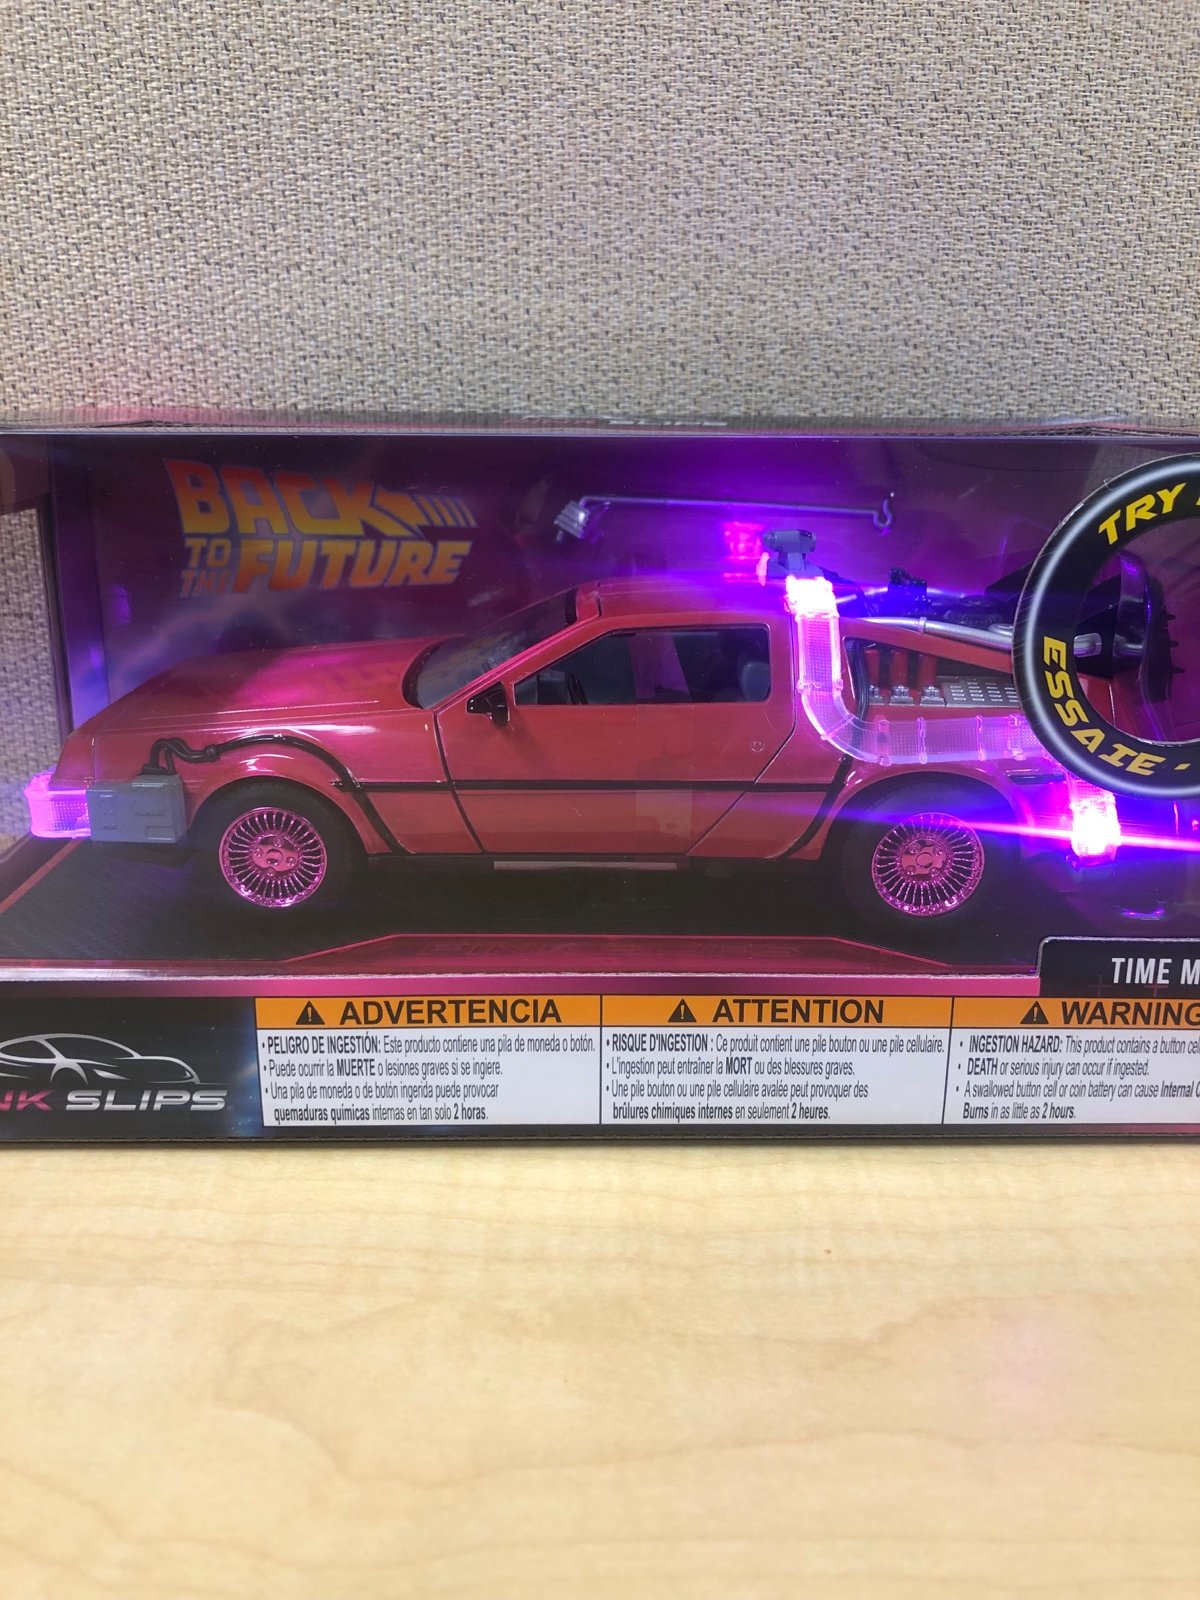 SLIPS
BACK
TO THE FUTURE
TRY
ESSAIE
TIME M
NK SLIPS
ADVERTENCIA
• PELIGRO DE INGESTIÓN: Este producto contiene una pila de moneda o botón.
• Puede ocurrir la MUERTE o lesiones graves si se ingiere.
• Una pila de moneda o de botón ingerida puede provocar
quemaduras químicas internas en tan solo 2 horas.
ATTENTION
• RISQUE D'INGESTION : Ce produit contient une pile bouton ou une pile cellulaire.
• L'ingestion peut entraîner la MORT ou des blessures graves.
• Une pile bouton ou une pile cellulaire avalée peut provoquer des
brûlures chimiques internes en seulement 2 heures.
WARNING
• INGESTION HAZARD: This product contains a button cel
• DEATH or serious injury can occur if ingested.
• A swallowed button cell or coin battery can cause Internal C
Burns in as little as 2 hours.